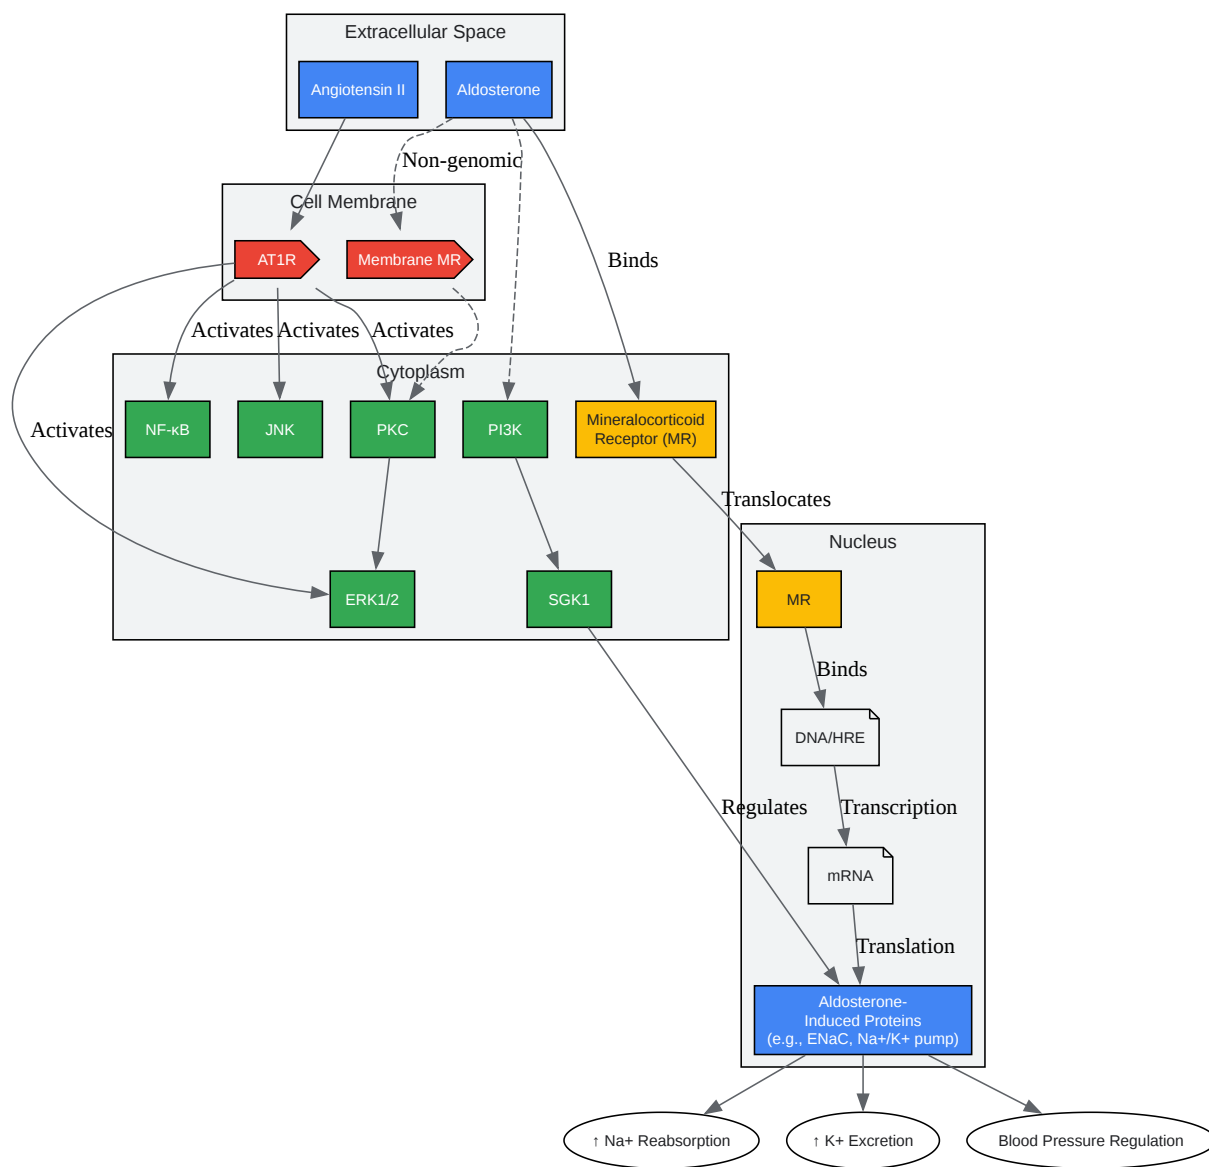 Extracellular Space
Angiotensin II
Aldosterone
Non-genomic
Cell Membrane
AT1R
Membrane MR
Binds
Activates
Activates
Activates
Cytoplasm
NF-κB
JNK
PKC
PI3K
Mineralocorticoid
Receptor (MR)
Activates
Translocates
Nucleus
ERK1/2
SGK1
MR
Binds
DNA/HRE
Regulates
Transcription
mRNA
Translation
Aldosterone-
Induced Proteins
(e.g., ENaC, Na+/K+ pump)
↑ Na+ Reabsorption
↑ K+ Excretion
Blood Pressure Regulation